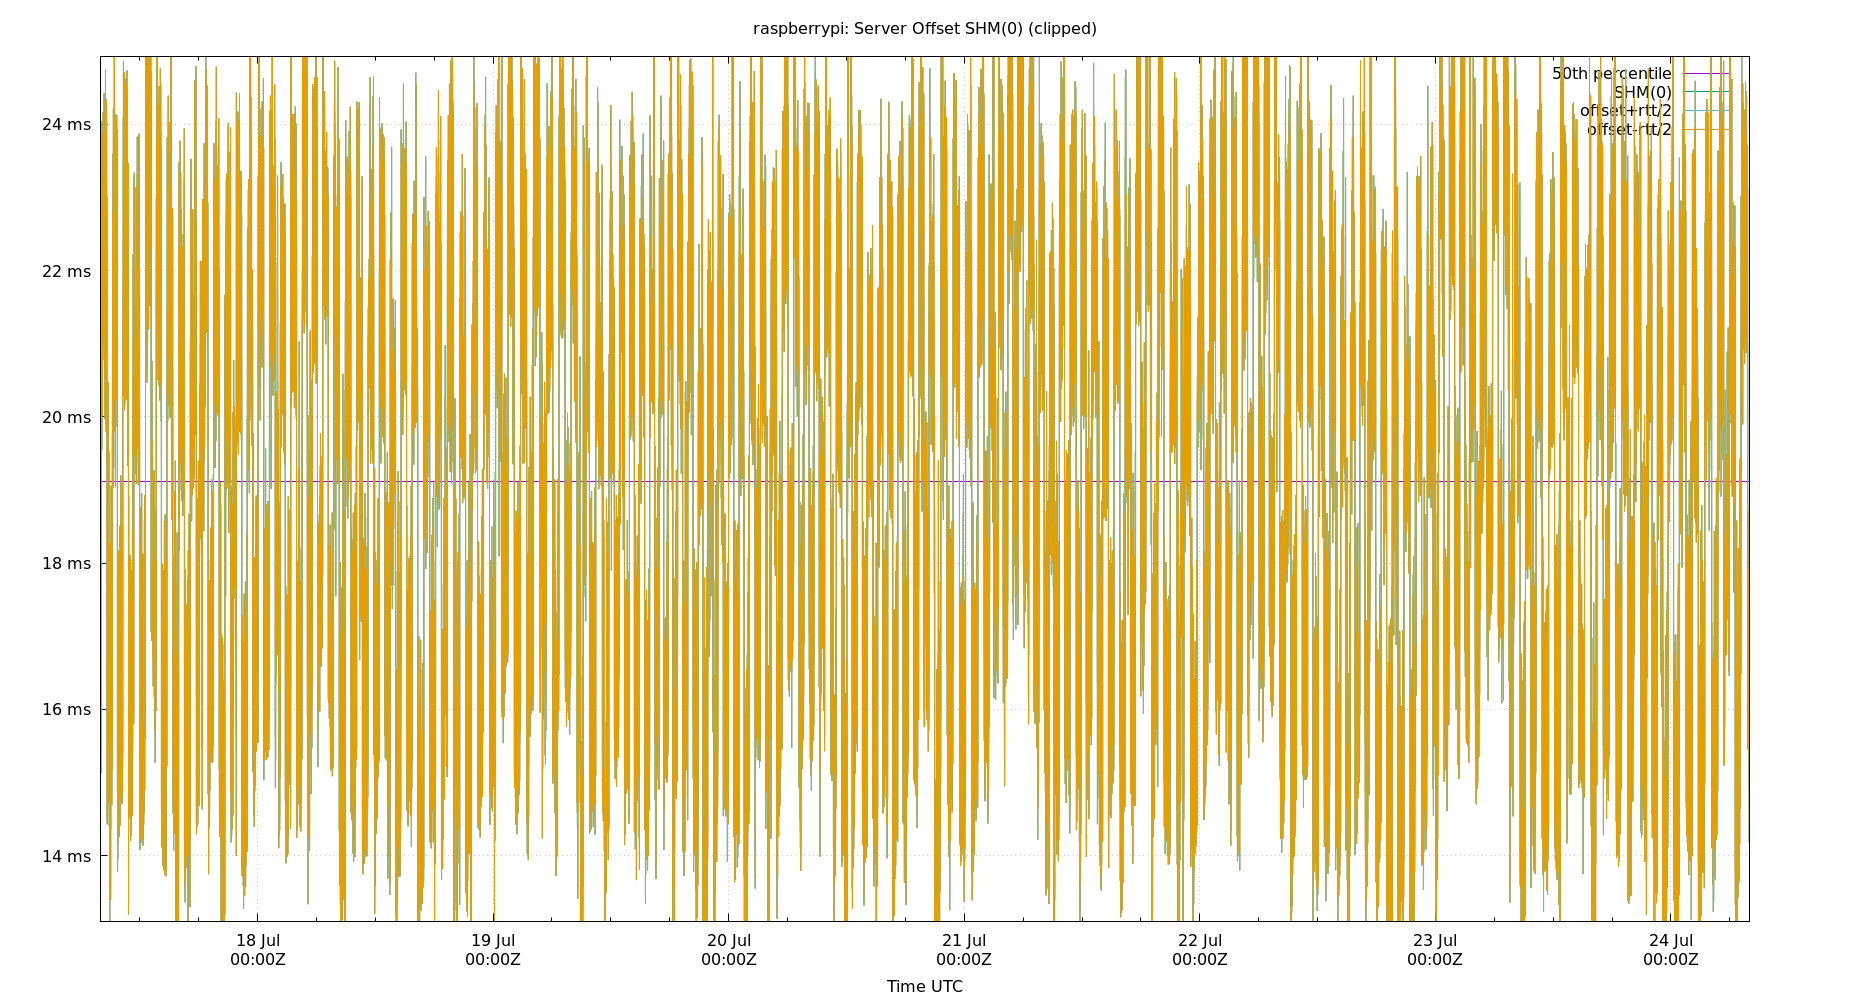 raspberrypi: Server Offset SHM(0) (clipped)
50th percentile
SHM(0)
offset+rtt/2
offset-rtt/2
24 ms
22 ms
20 ms
18 ms
16 ms
14 ms
18 Jul 19 Jul 20 Jul 21 Jul 22 Jul 23 Jul 24 Jul
00:00Z 00:00Z 00:00Z 00:00Z 00:00Z 00:00Z 00:00Z
Time UTC